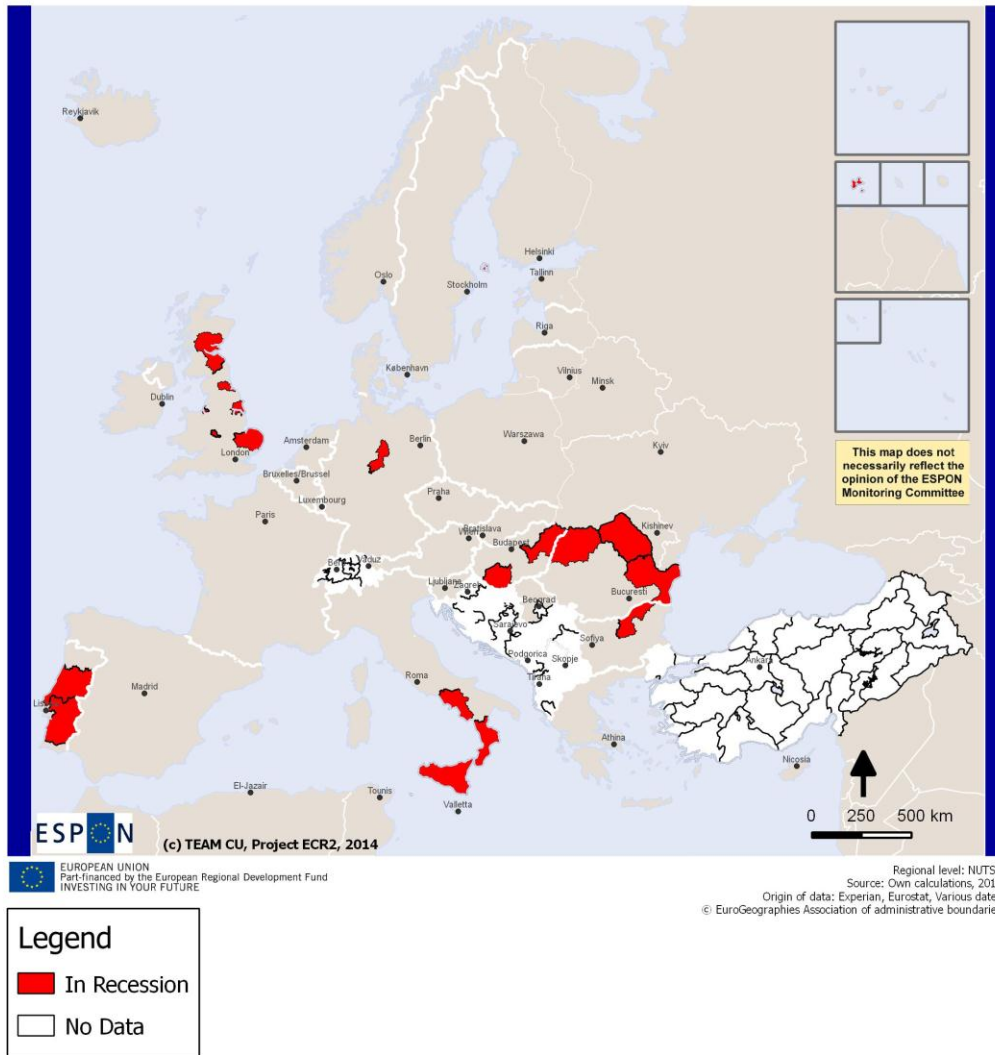 Reykjavik
Helsinki
Tallinn
Oslo
Stockholm
Riga
København
Vilnius
Minsk
Dublin
Amsterdam
Berlin
Warszawa
London
Kyiv
This map does not
necessarily reflect the
opinion of the ESPON
Monitoring Committee
Bruxelles/Brussel
Luxembourg
Praha
Paris
Bratislava
Kishinev
Budapest
Ljubljana
Zagreb
Beograd
Bucuresti
Sarajevo
Sofiya
Podgorica
Skopje
Ankara
Roma
Madrid
Athina
Nicosia
El-Jazair
Tounis
Valletta
0 250 500 km
ESPON
(c) TEAM CU, Project ECR2, 2014
EUROPEAN UNION
Part-financed by the European Regional Development Fund
INVESTING IN YOUR FUTURE
Regional level: NUTS
Source: Own calculations, 201
Origin of data: Experian, Eurostat, Various date
© EuroGeographies Association of administrative boundarie
Legend
In Recession
No Data